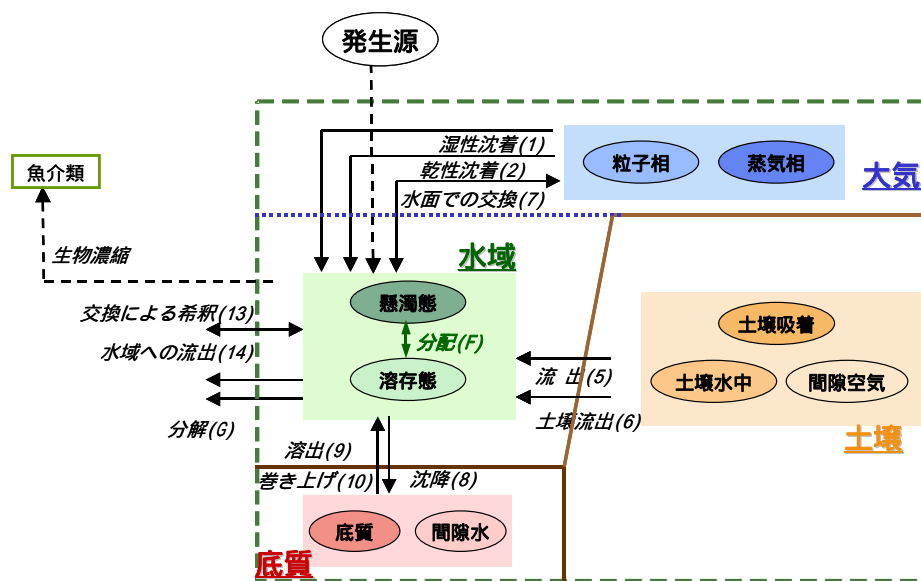 発生源
湿性沈着(1)
乾性沈着(2)
水面での交換(7)
粒子相
蒸気相
大気
魚介類
生物濃縮
水域
懸濁態
分配(F)
溶存態
交換による希釈(13)
水域への流出(14)
分解(G)
流 出(5)
土壌流出(6)
土壌吸着
土壌水中
間隙空気
土壌
溶出(9)
巻き上げ(10)
沈降(8)
底質
間隙水
底質